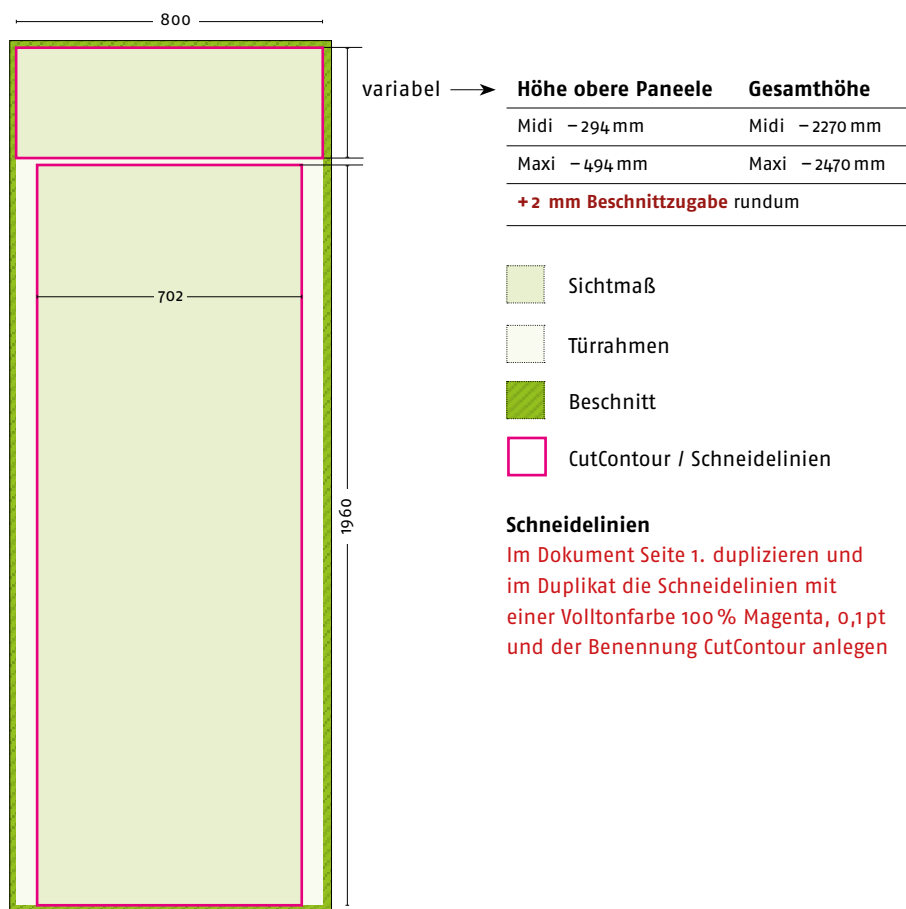 800
variabel
Höhe obere Paneele Gesamthöhe
Midi – 294 mm Midi – 2270 mm
Maxi – 494 mm Maxi – 2470 mm
+ 2 mm Beschnittzugabe rundum
702
1960
Sichtmaß
Türrahmen
Beschnitt
CutContour / Schneidelinien
Schneidelinien
Im Dokument Seite 1. duplizieren und
im Duplikat die Schneidelinien mit
einer Volltonfarbe 100 % Magenta, 0,1 pt
und der Benennung CutContour anlegen